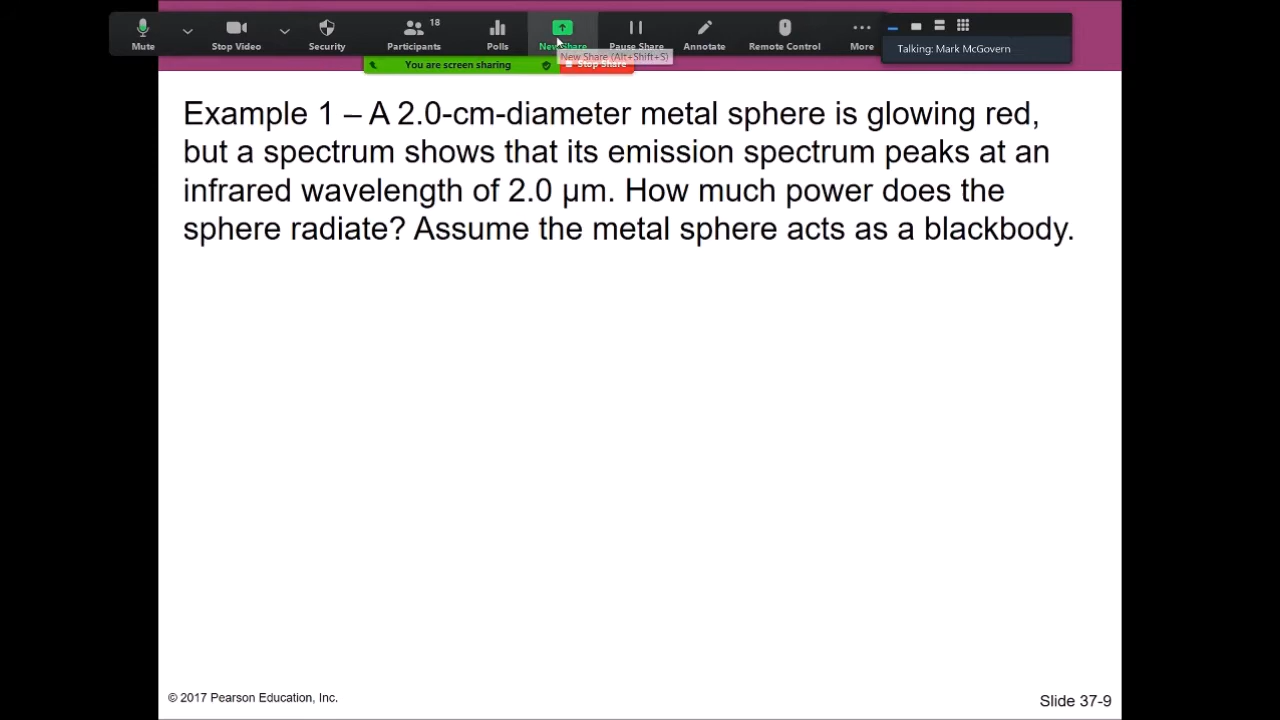 Mute
Stop Video
Security
18
Participants
Polls
New Share
Pause Share
Annotate
Remote Control
More
Talking: Mark McGovern
New Share (Alt+Shift+S)
You are screen sharing
Stop Share
Example 1 – A 2.0-cm-diameter metal sphere is glowing red,
but a spectrum shows that its emission spectrum peaks at an
infrared wavelength of 2.0 μm. How much power does the
sphere radiate? Assume the metal sphere acts as a blackbody.
© 2017 Pearson Education, Inc.
Slide 37-9